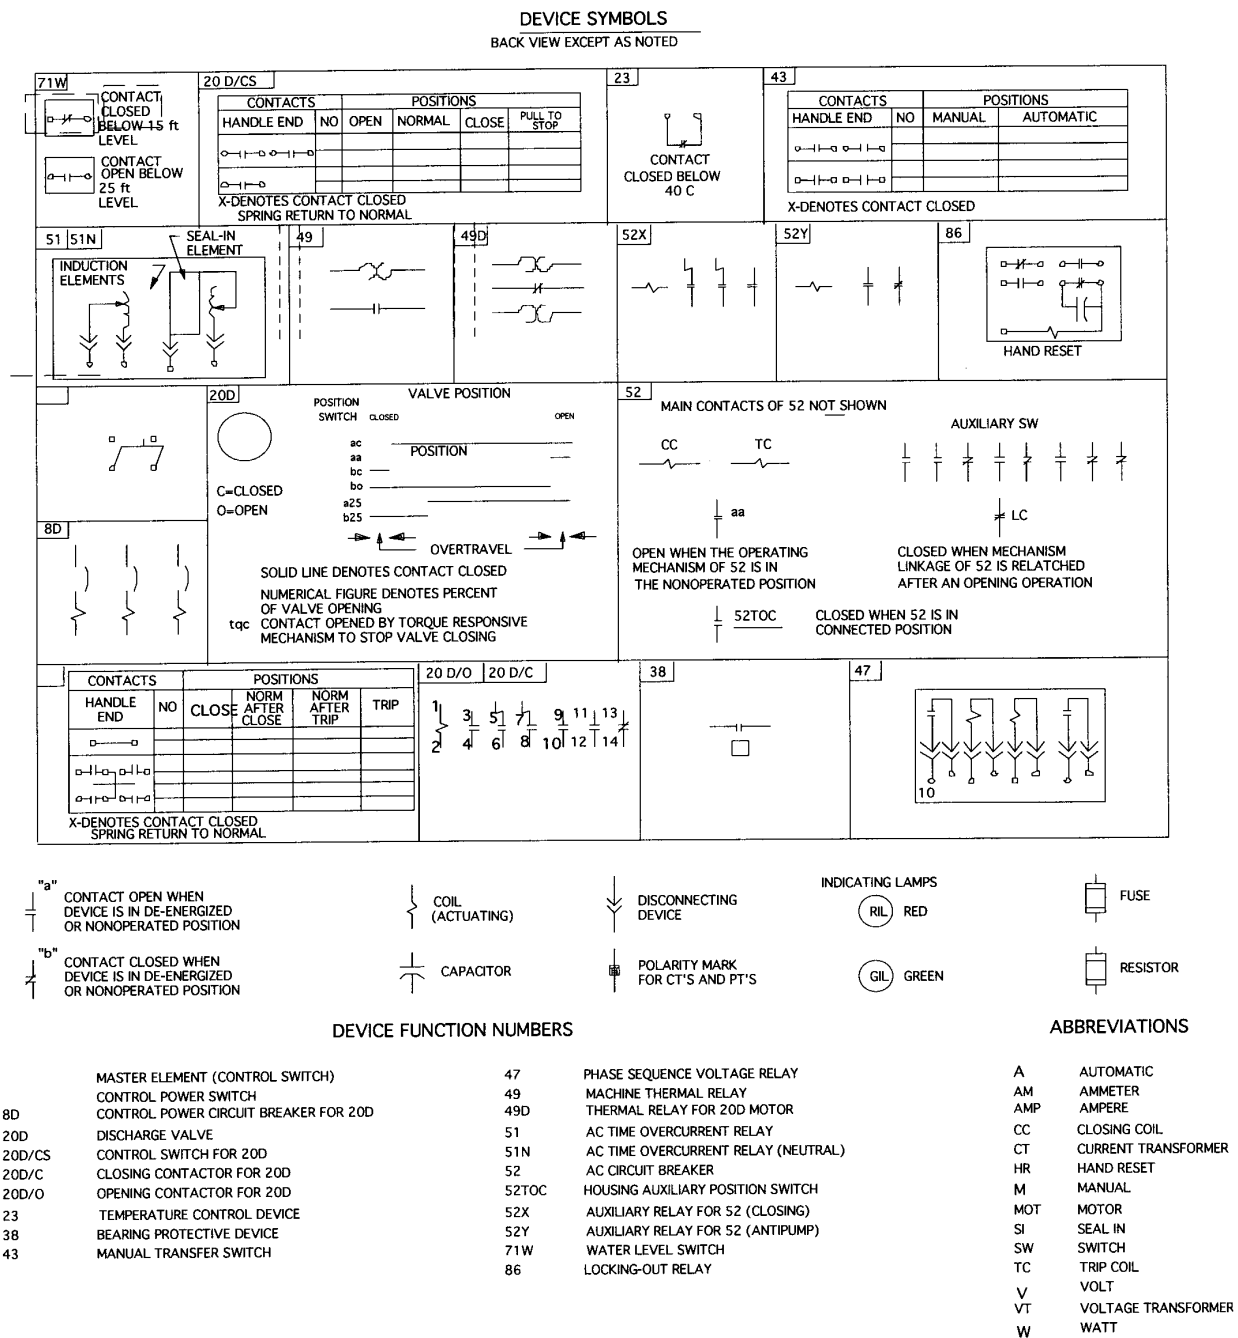 DEVICE SYMBOLS
BACK VIEW EXCEPT AS NOTED
71W
CONTACT
CLOSED
BELOW 15 ft
LEVEL
CONTACT
OPEN BELOW
25 ft
LEVEL
20 D/CS
CONTACTS POSITIONS
HANDLE END NO OPEN NORMAL CLOSE PULL TO STOP
X-DENOTES CONTACT CLOSED
SPRING RETURN TO NORMAL
23
CONTACT
CLOSED BELOW
40 C
43
CONTACTS POSITIONS
HANDLE END NO MANUAL AUTOMATIC
X-DENOTES CONTACT CLOSED
51 51N
SEAL-IN
ELEMENT
INDUCTION
ELEMENTS
49
49D
52X
52Y
86
HAND RESET
20D
VALVE POSITION
POSITION
SWITCH CLOSED OPEN
C=CLOSED
O=OPEN
ac
POSITION
aa
bc
bo
a25
b25
OVERTRAVEL
SOLID LINE DENOTES CONTACT CLOSED
NUMERICAL FIGURE DENOTES PERCENT
OF VALVE OPENING
tqc CONTACT OPENED BY TORQUE RESPONSIVE
MECHANISM TO STOP VALVE CLOSING
8D
52
MAIN CONTACTS OF 52 NOT SHOWN
AUXILIARY SW
CC TC
aa
LC
OPEN WHEN THE OPERATING
MECHANISM OF 52 IS IN
THE NONOPERATED POSITION
CLOSED WHEN MECHANISM
LINKAGE OF 52 IS RELATCHED
AFTER AN OPENING OPERATION
52TOC
CLOSED WHEN 52 IS IN
CONNECTED POSITION
CONTACTS POSITIONS
HANDLE END NO CLOSE NORM AFTER CLOSE NORM AFTER TRIP TRIP
X-DENOTES CONTACT CLOSED
SPRING RETURN TO NORMAL
20 D/O 20 D/C
1 3 5 7 9 11 13
2 4 6 8 10 12 14
38
47
10
"a"
CONTACT OPEN WHEN
DEVICE IS IN DE-ENERGIZED
OR NONOPERATED POSITION
"b"
CONTACT CLOSED WHEN
DEVICE IS IN DE-ENERGIZED
OR NONOPERATED POSITION
COIL
(ACTUATING)
CAPACITOR
DISCONNECTING
DEVICE
POLARITY MARK
FOR CT'S AND PT'S
INDICATING LAMPS
RIL RED
GIL GREEN
FUSE
RESISTOR
DEVICE FUNCTION NUMBERS
MASTER ELEMENT (CONTROL SWITCH)
CONTROL POWER SWITCH
8D CONTROL POWER CIRCUIT BREAKER FOR 20D
20D DISCHARGE VALVE
20D/CS CONTROL SWITCH FOR 20D
20D/C CLOSING CONTACTOR FOR 20D
20D/O OPENING CONTACTOR FOR 20D
23 TEMPERATURE CONTROL DEVICE
38 BEARING PROTECTIVE DEVICE
43 MANUAL TRANSFER SWITCH
47 PHASE SEQUENCE VOLTAGE RELAY
49 MACHINE THERMAL RELAY
49D THERMAL RELAY FOR 20D MOTOR
51 AC TIME OVERCURRENT RELAY
51N AC TIME OVERCURRENT RELAY (NEUTRAL)
52 AC CIRCUIT BREAKER
52TOC HOUSING AUXILIARY POSITION SWITCH
52X AUXILIARY RELAY FOR 52 (CLOSING)
52Y AUXILIARY RELAY FOR 52 (ANTIPUMP)
71W WATER LEVEL SWITCH
86 LOCKING-OUT RELAY
ABBREVIATIONS
A AUTOMATIC
AM AMMETER
AMP AMPERE
CC CLOSING COIL
CT CURRENT TRANSFORMER
HR HAND RESET
M MANUAL
MOT MOTOR
SI SEAL IN
SW SWITCH
TC TRIP COIL
V VOLT
VT VOLTAGE TRANSFORMER
W WATT